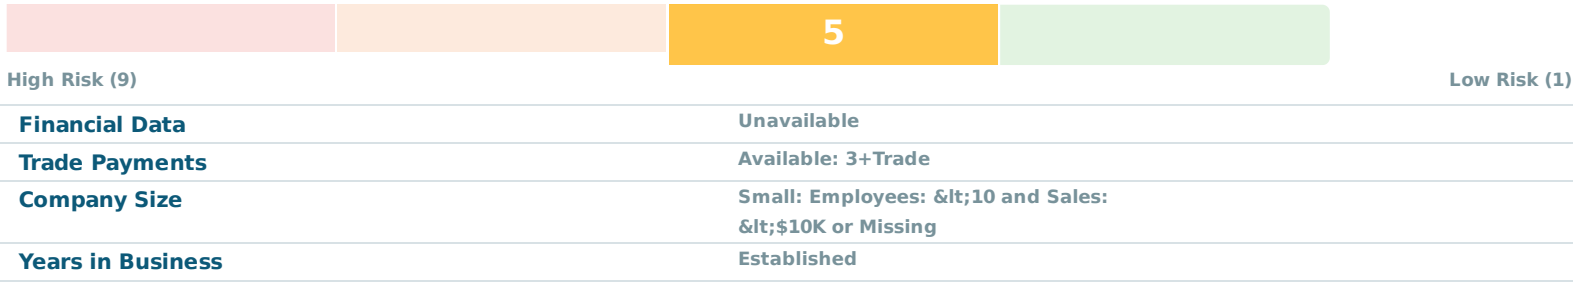 5
High Risk (9)
Low Risk (1)
Financial Data
Unavailable
Trade Payments
Available: 3+Trade
Company Size
Small: Employees: &lt;10 and Sales:
&lt;$10K or Missing
Years in Business
Established